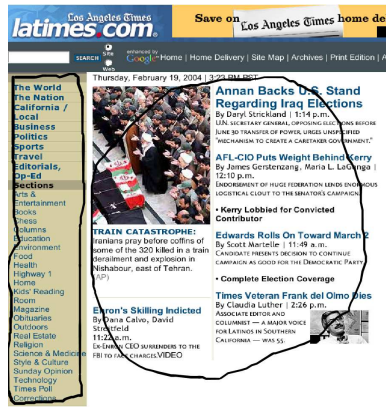 Los Angeles Times
latimes.com
Save on Los Angeles Times home de
SEARCH
Site
Web
enhanced by
Google
Home | Home Delivery | Site Map | Archives | Print Edition | A
Thursday, February 19, 2004 | 3:23 PM PST
The World
The Nation
California /
Local
Business
Politics
Sports
Travel
Editorials,
Op-Ed
Sections
Arts &
Entertainment
Books
Chess
Columns
Education
Environment
Food
Health
Highway 1
Home
Kids' Reading
Room
Magazine
Obituaries
Outdoors
Real Estate
Religion
Science & Medicine
Style & Culture
Sunday Opinion
Technology
Times Poll
Corrections
TRAIN CATASTROPHE:
Iranians pray before coffins of
some of the 320 killed in a train
derailment and explosion in
Nishabour, east of Tehran.
(AP)
Enron's Skilling Indicted
By Dana Calvo, David
Streitfeld
11:22 a.m.
Ex-Enron CEO surrenders to the
FBI to face charges.VIDEO
Annan Backs U.S. Stand
Regarding Iraq Elections
By Daryl Strickland | 1:14 p.m.
U.N. secretary general, opposing elections before
June 30 transfer of power, urges unspecified
"mechanism to create a caretaker government."
AFL-CIO Puts Weight Behind Kerry
By James Gerstenzang, Maria L. LaGanga |
12:10 p.m.
Endorsement of huge federation lends enormous
logistical clout to the senator's campaign.
• Kerry Lobbied for Convicted
Contributor
Edwards Rolls On Toward March 2
By Scott Martelle | 11:49 a.m.
Candidate presents decision to continue
campaign as good for the Democratic Party.
• Complete Election Coverage
Times Veteran Frank del Olmo Dies
By Claudia Luther | 2:26 p.m.
Associate editor and
columnist — a major voice
for Latinos in Southern
California — was 55.